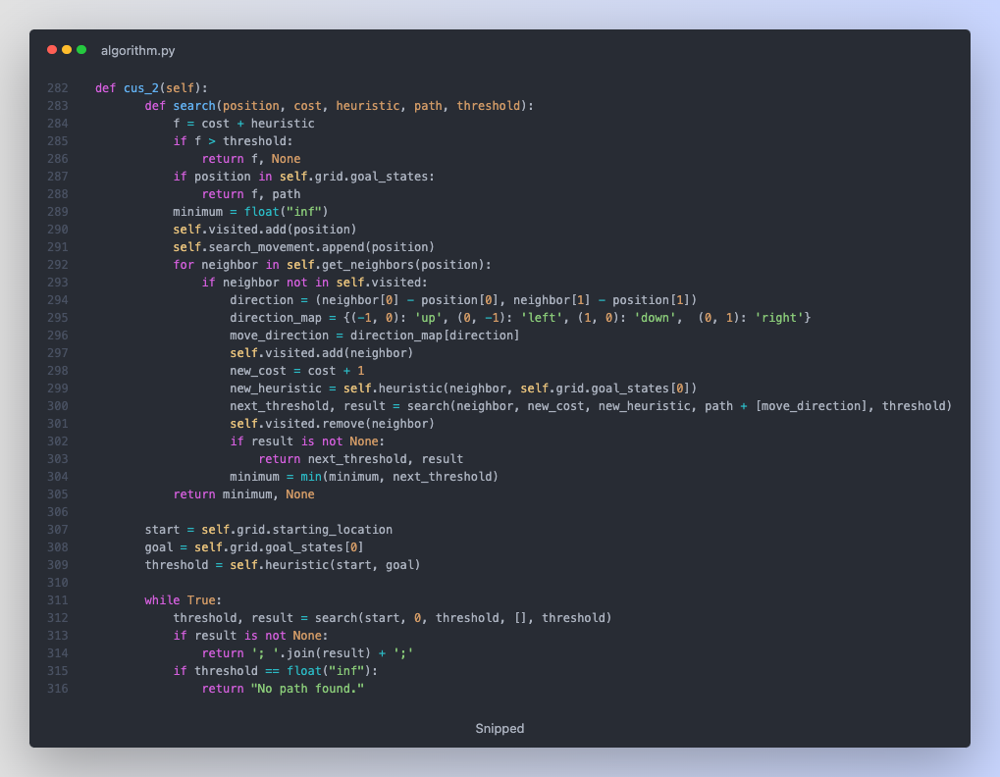 algorithm.py
282 def cus_2(self):
283 def search(position, cost, heuristic, path, threshold):
284 f = cost + heuristic
285 if f > threshold:
286 return f, None
287 if position in self.grid.goal_states:
288 return f, path
289 minimum = float("inf")
290 self.visited.add(position)
291 self.search_movement.append(position)
292 for neighbor in self.get_neighbors(position):
293 if neighbor not in self.visited:
294 direction = (neighbor[0] - position[0], neighbor[1] - position[1])
295 direction_map = {(-1, 0): 'up', (0, -1): 'left', (1, 0): 'down',  (0, 1): 'right'}
296 move_direction = direction_map[direction]
297 self.visited.add(neighbor)
298 new_cost = cost + 1
299 new_heuristic = self.heuristic(neighbor, self.grid.goal_states[0])
300 next_threshold, result = search(neighbor, new_cost, new_heuristic, path + [move_direction], threshold)
301 self.visited.remove(neighbor)
302 if result is not None:
303 return next_threshold, result
304 minimum = min(minimum, next_threshold)
305 return minimum, None
306
307 start = self.grid.starting_location
308 goal = self.grid.goal_states[0]
309 threshold = self.heuristic(start, goal)
310
311 while True:
312 threshold, result = search(start, 0, threshold, [], threshold)
313 if result is not None:
314 return '; '.join(result) + ';'
315 if threshold == float("inf"):
316 return "No path found."
Snipped